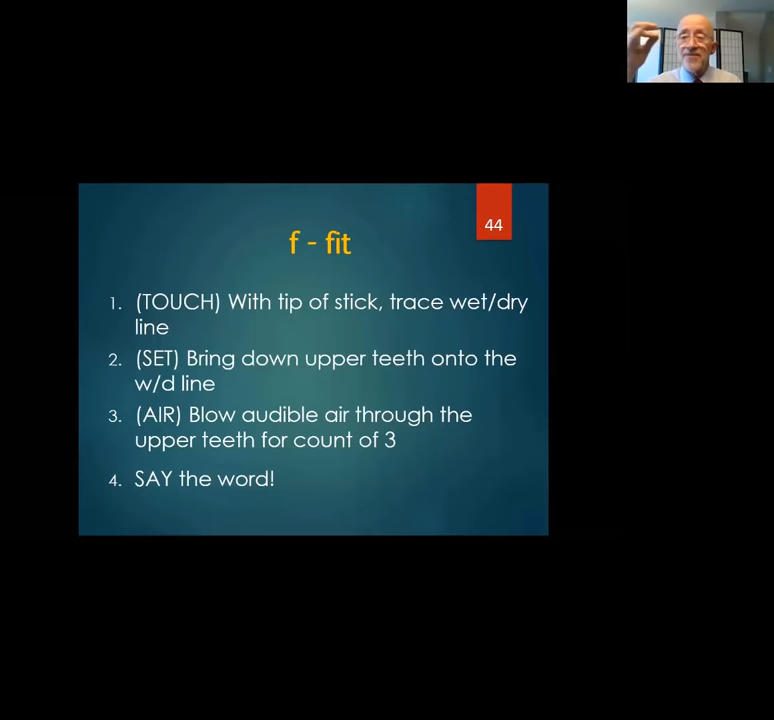 44
f - fit
1. (TOUCH) With tip of stick, trace wet/dry
line
2. (SET) Bring down upper teeth onto the
w/d line
3. (AIR) Blow audible air through the
upper teeth for count of 3
4. SAY the word!